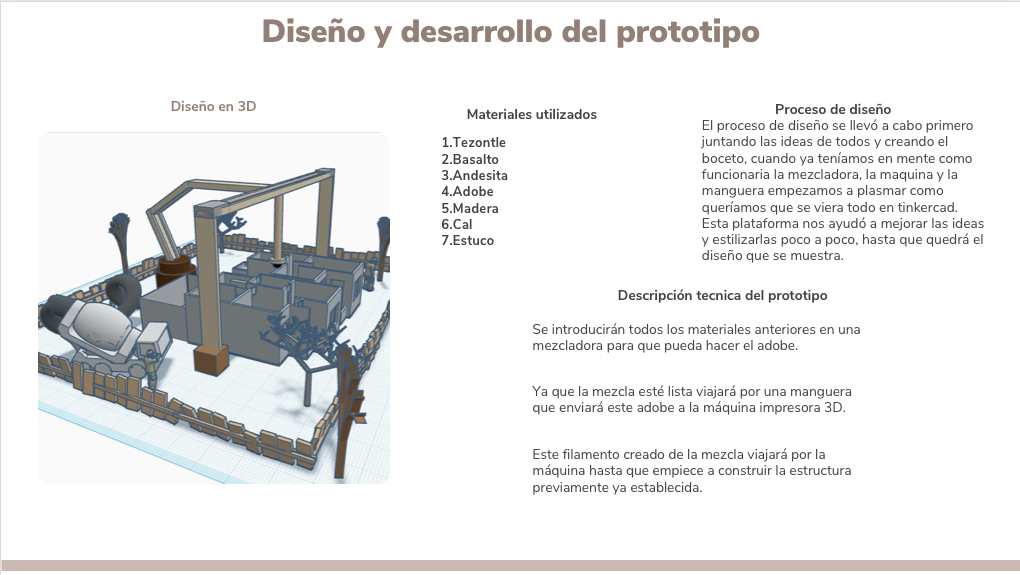 Diseño y desarrollo del prototipo
Diseño en 3D
Materiales utilizados
1.Tezontle
2.Basalto
3.Andesita
4.Adobe
5.Madera
6.Cal
7.Estuco
Proceso de diseño
El proceso de diseño se llevó a cabo primero
juntando las ideas de todos y creando el
boceto, cuando ya teníamos en mente como
funcionaria la mezcladora, la maquina y la
manguera empezamos a plasmar como
queríamos que se viera todo en tinkercad.
Esta plataforma nos ayudó a mejorar las ideas
y estilizarlas poco a poco, hasta que quedrá el
diseño que se muestra.
Descripción tecnica del prototipo
Se introducirán todos los materiales anteriores en una
mezcladora para que pueda hacer el adobe.
Ya que la mezcla esté lista viajará por una manguera
que enviará este adobe a la máquina impresora 3D.
Este filamento creado de la mezcla viajará por la
máquina hasta que empiece a construir la estructura
previamente ya establecida.